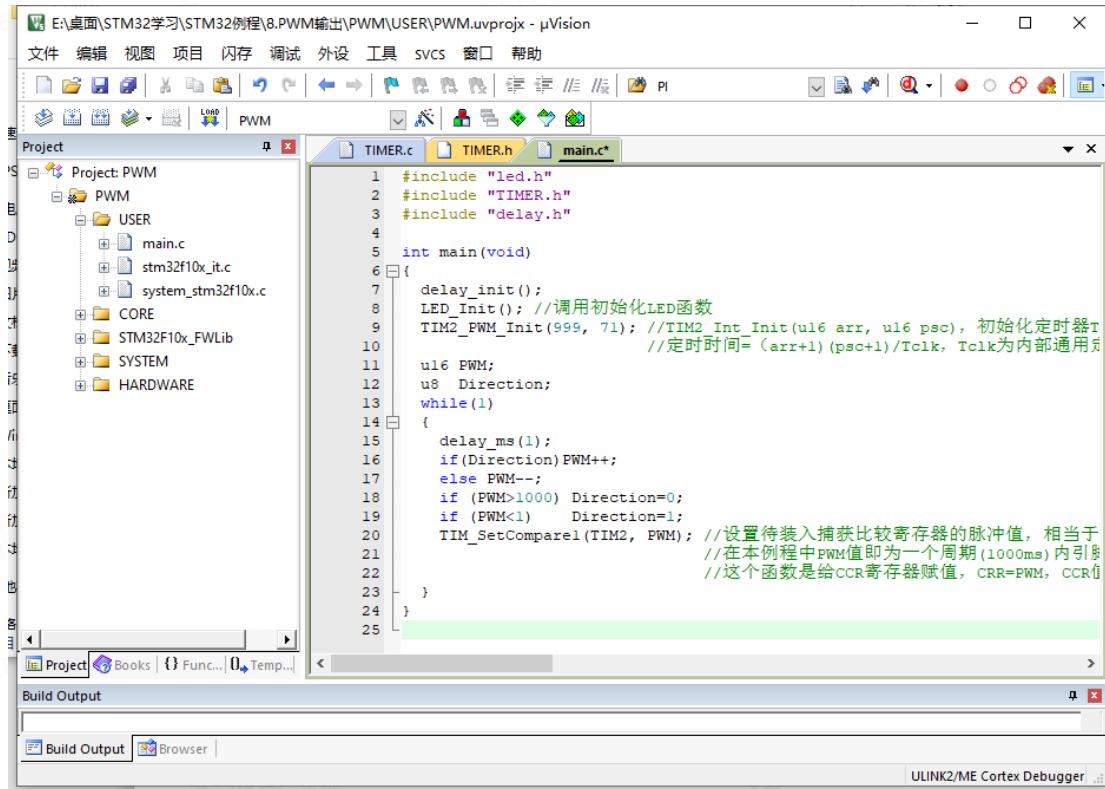 E:\桌面\STM32学习\STM32例程\8.PWM输出\PWM\USER\PWM.uvprojx - µVision
文件 编辑 视图 项目 闪存 调试 外设 工具 SVCS 窗口 帮助
PI
LOAD PWM
Project
TIMER.c TIMER.h main.c*
Project: PWM
PWM
USER
main.c
stm32f10x_it.c
system_stm32f10x.c
CORE
STM32F10x_FWLib
SYSTEM
HARDWARE
1 #include "led.h"
2 #include "TIMER.h"
3 #include "delay.h"
4
5 int main(void)
6 {
7 delay_init();
8 LED_Init(); //调用初始化LED函数
9 TIM2_PWM_Init(999, 71); //TIM2_Int_Init(u16 arr, u16 psc)，初始化定时器T
10 //定时时间=（arr+1)(psc+1)/Tclk，Tclk为内部通用定
11 u16 PWM;
12 u8  Direction;
13 while(1)
14 {
15 delay_ms(1);
16 if(Direction)PWM++;
17 else PWM--;
18 if (PWM>1000) Direction=0;
19 if (PWM<1)    Direction=1;
20 TIM_SetCompare1(TIM2, PWM); //设置待装入捕获比较寄存器的脉冲值，相当于
21 //在本例程中PWM值即为一个周期(1000ms)内引脚
22 //这个函数是给CCR寄存器赋值，CRR=PWM，CCR值
23 }
24 }
25
Project Books {} Func... 0 Temp...
Build Output
Build Output Browser
ULINK2/ME Cortex Debugger